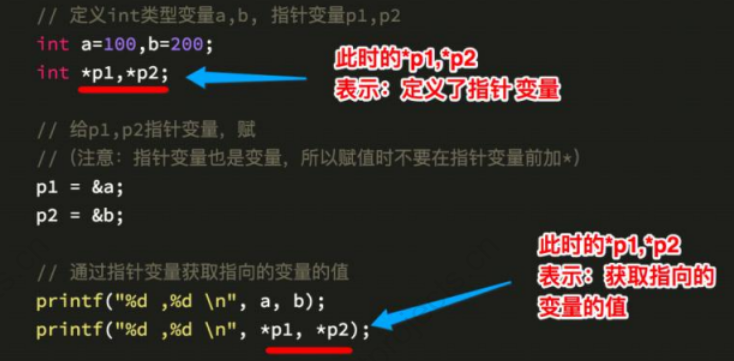 // 定义int类型变量a,b, 指针变量p1,p2
int a=100,b=200;
int *p1,*p2;
此时的*p1,*p2
表示：定义了指针变量
// 给p1,p2指针变量，赋
//（注意：指针变量也是变量，所以赋值时不要在指针变量前加*）
p1 = &a;
p2 = &b;
此时的*p1,*p2
表示：获取指向的
变量的值
// 通过指针变量获取指向的变量的值
printf("%d ,%d \n", a, b);
printf("%d ,%d \n", *p1, *p2);